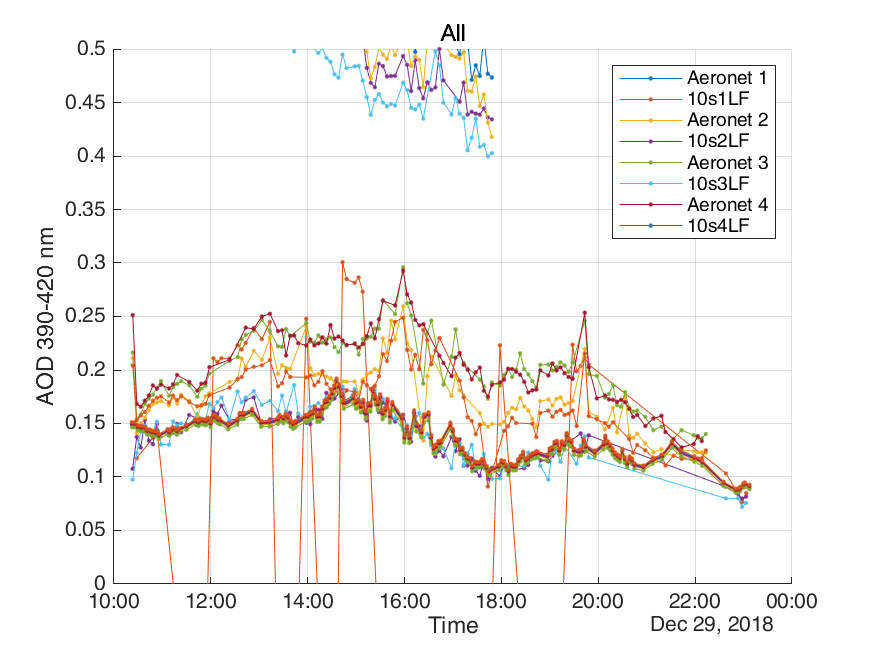 All
0.5
0.45
0.4
0.35
0.3
0.25
0.2
0.15
0.1
0.05
0
AOD 390-420 nm
Aeronet 1
10s1LF
Aeronet 2
10s2LF
Aeronet 3
10s3LF
Aeronet 4
10s4LF
10:00 12:00 14:00 16:00 18:00 20:00 22:00 00:00
Time
Dec 29, 2018